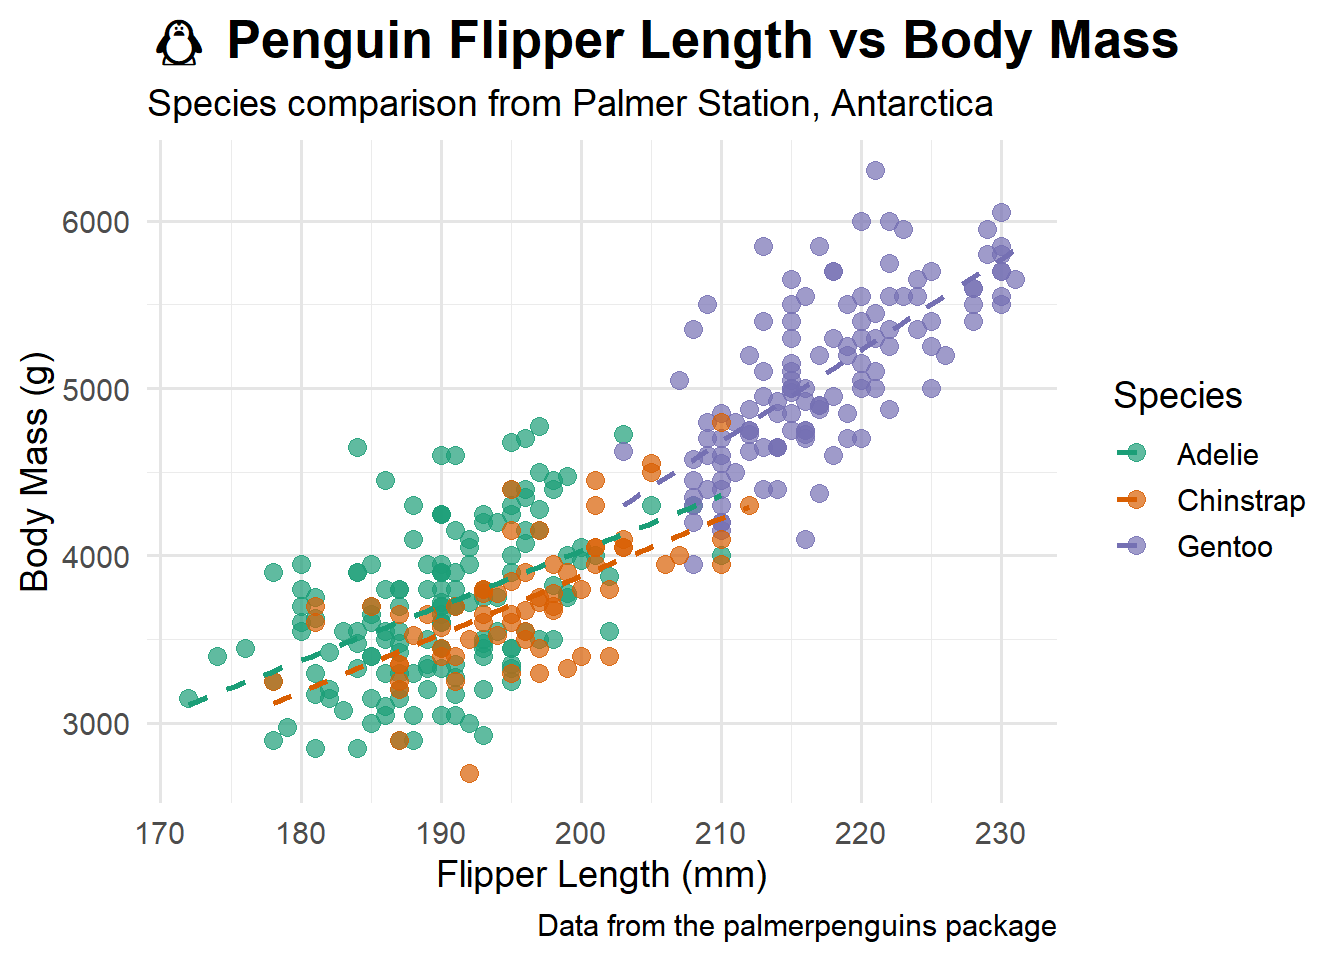 🐧 Penguin Flipper Length vs Body Mass
Species comparison from Palmer Station, Antarctica
Body Mass (g)
6000
5000
4000
3000
170 180 190 200 210 220 230
Flipper Length (mm)
Species
Adelie
Chinstrap
Gentoo
Data from the palmerpenguins package